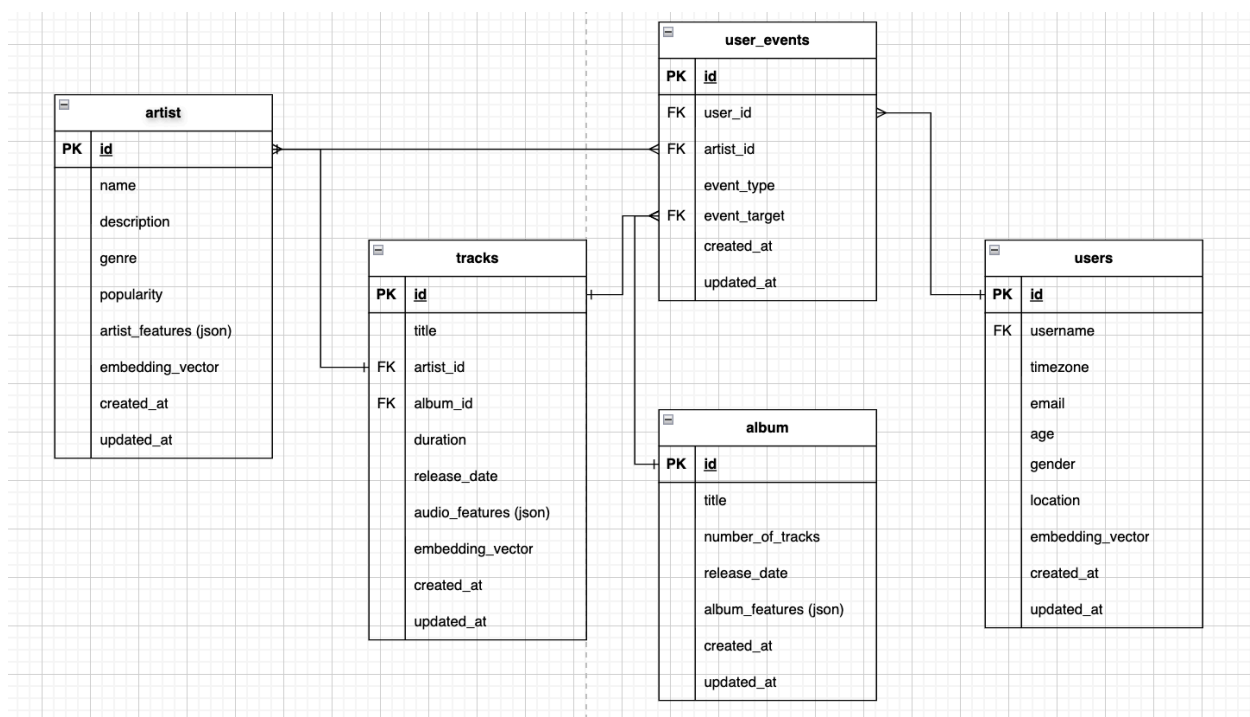 artist
PK id
name
description
genre
popularity
artist_features (json)
embedding_vector
created_at
updated_at
tracks
PK id
title
FK artist_id
FK album_id
duration
release_date
audio_features (json)
embedding_vector
created_at
updated_at
user_events
PK id
FK user_id
FK artist_id
event_type
FK event_target
created_at
updated_at
album
PK id
title
number_of_tracks
release_date
album_features (json)
created_at
updated_at
users
PK id
FK username
timezone
email
age
gender
location
embedding_vector
created_at
updated_at